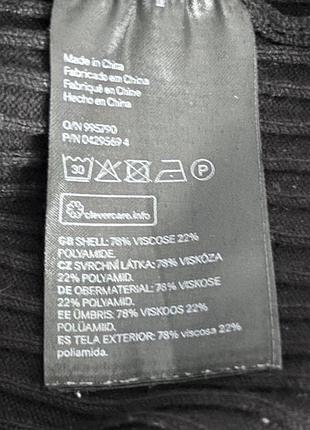 Made in China
Fabricado em China
Fabriqué en Chine
Hecho en China
O/N 995790
P/N 04295694
30 P
clevercare.info
GB SHELL: 78% VISCOSE 22%
POLYAMIDE.
CZ SVRCHNÍ LÁTKA: 78% VISKÓZA
22% POLYAMID.
DE OBERMATERIAL: 78% VISKOSE
22% POLYAMID.
EE ÜMBRIS: 78% VISKOOS 22%
POLÜAMIID.
ES TELA EXTERIOR: 78% viscosa 22%
poliamida.